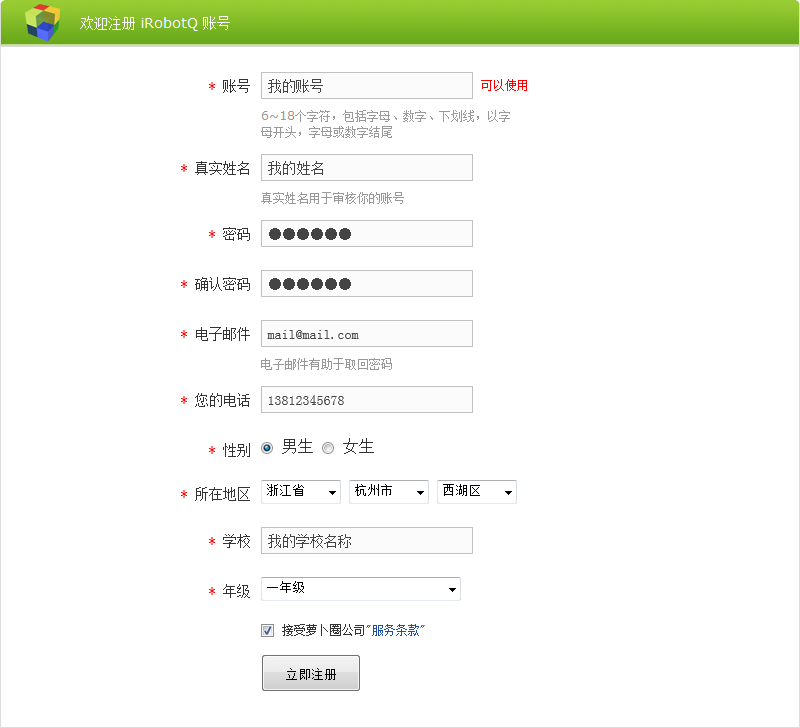 欢迎注册 iRobotQ 账号
* 账号 我的账号 可以使用
6~18个字符，包括字母、数字、下划线，以字
母开头，字母或数字结尾
* 真实姓名 我的姓名
真实姓名用于审核你的账号
* 密码 ●●●●●●
* 确认密码 ●●●●●●
* 电子邮件 mail@mail.com
电子邮件有助于取回密码
* 您的电话 13812345678
* 性别 男生 女生
* 所在地区 浙江省 杭州市 西湖区
* 学校 我的学校名称
* 年级 一年级
接受萝卜圈公司"服务条款"
立即注册